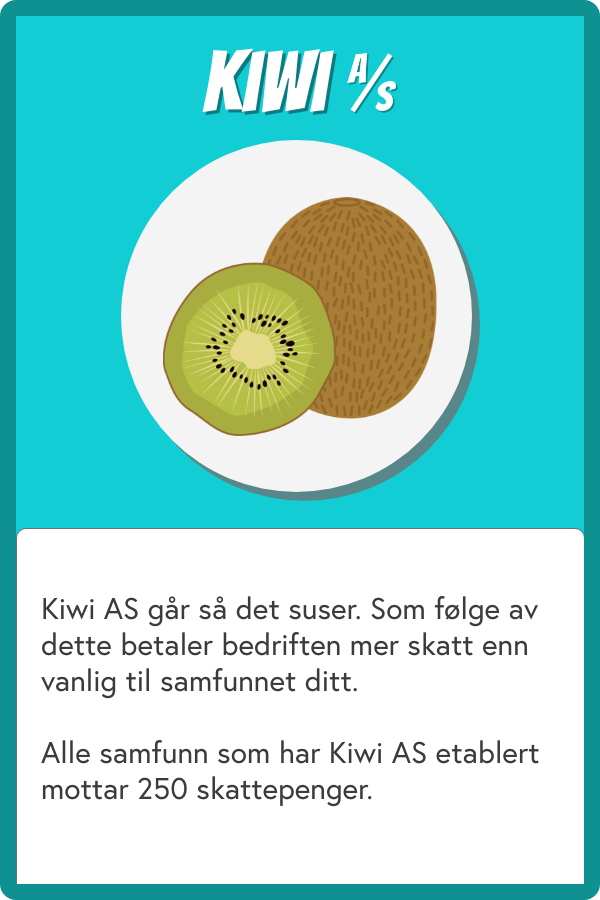 KIWI A/S
Kiwi AS går så det suser. Som følge av
dette betaler bedriften mer skatt enn
vanlig til samfunnet ditt.
Alle samfunn som har Kiwi AS etablert
mottar 250 skattepenger.